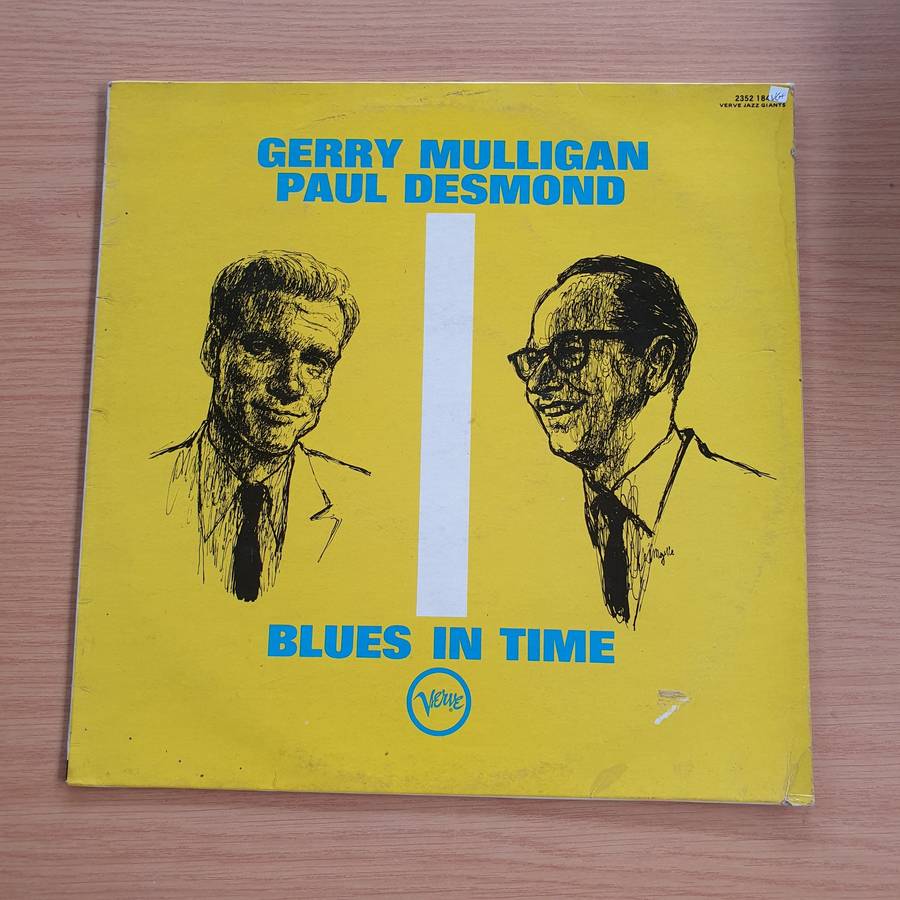 2352 184
VERVE JAZZ GIANTS
GERRY MULLIGAN
PAUL DESMOND
BLUES IN TIME
VERVE